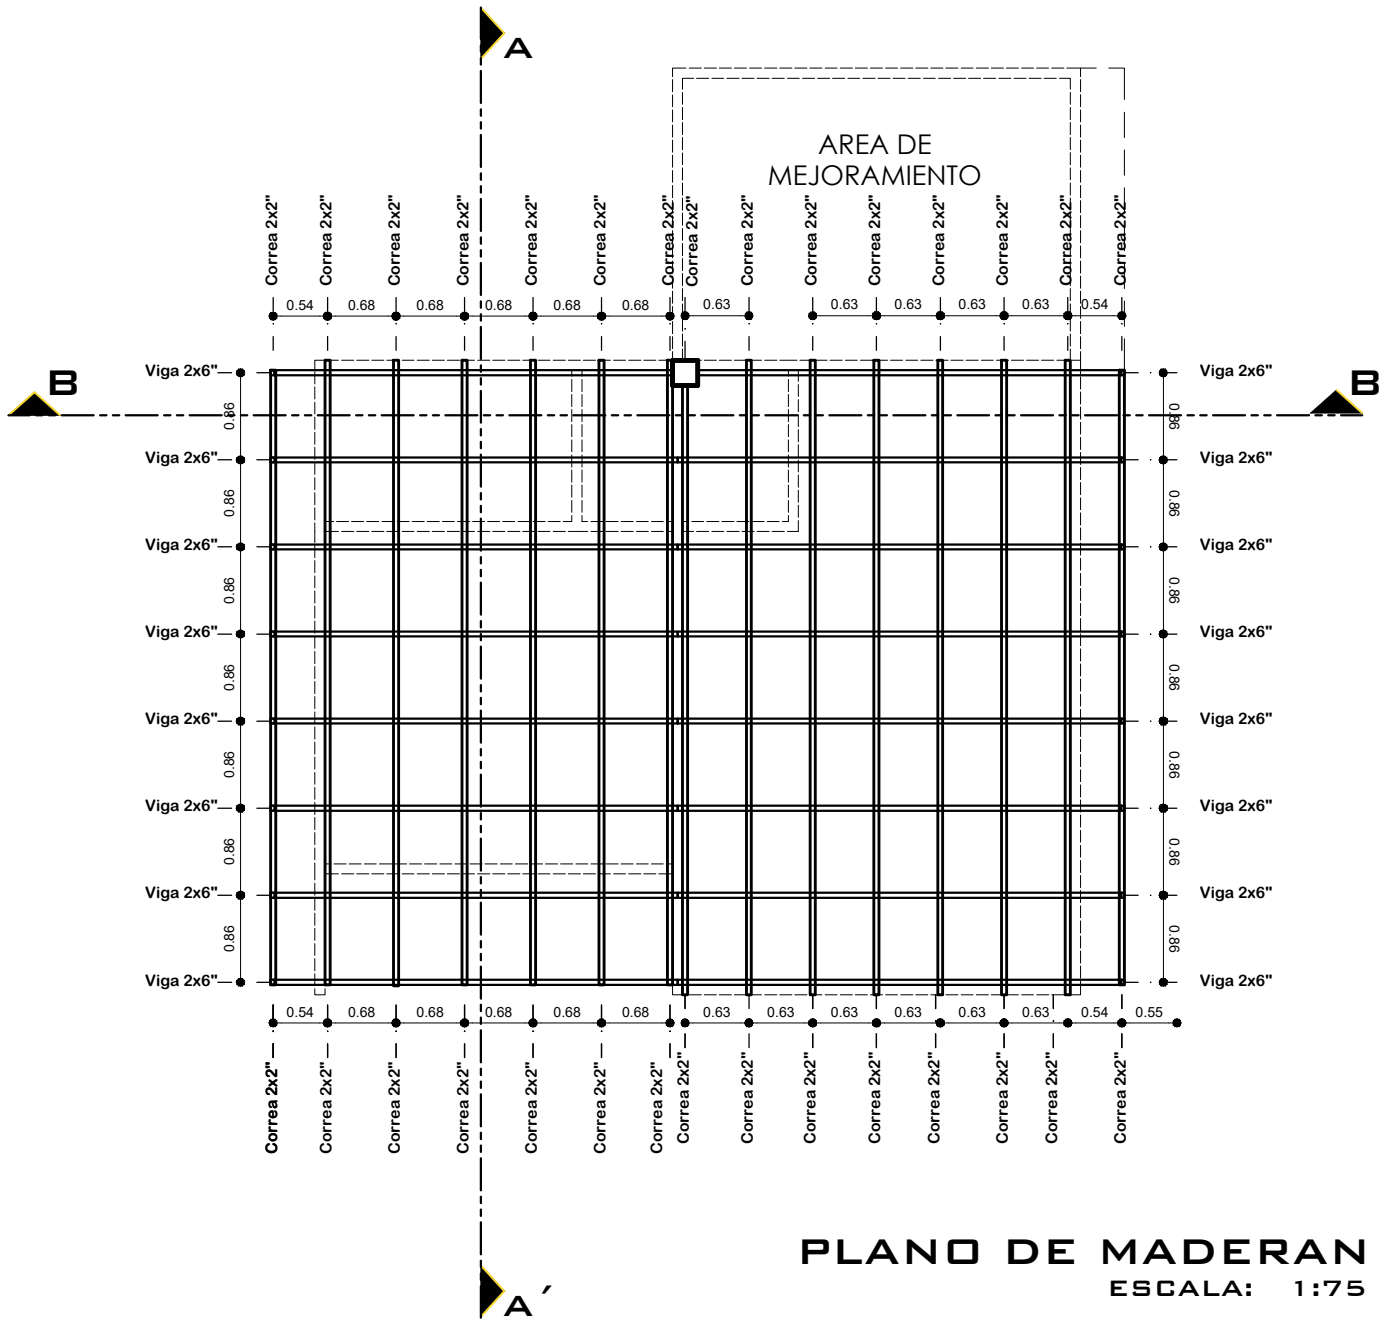 A
AREA DE
MEJORAMIENTO
Correa 2x2" Correa 2x2" Correa 2x2" Correa 2x2" Correa 2x2" Correa 2x2" Correa 2x2" Correa 2x2" Correa 2x2" Correa 2x2" Correa 2x2" Correa 2x2" Correa 2x2" Correa 2x2" Correa 2x2"
0.54 0.68 0.68 0.68 0.68 0.68 0.63 0.63 0.63 0.63 0.63 0.54
Viga 2x6" Viga 2x6"
B B
0.86 0.86
Viga 2x6" Viga 2x6"
0.86 0.86
Viga 2x6" Viga 2x6"
0.86 0.86
Viga 2x6" Viga 2x6"
0.86 0.86
Viga 2x6" Viga 2x6"
0.86 0.86
Viga 2x6" Viga 2x6"
0.86 0.86
Viga 2x6" Viga 2x6"
0.86 0.86
Viga 2x6" Viga 2x6"
0.54 0.68 0.68 0.68 0.68 0.68 0.63 0.63 0.63 0.63 0.63 0.63 0.54 0.55
Correa 2x2" Correa 2x2" Correa 2x2" Correa 2x2" Correa 2x2" Correa 2x2" Correa 2x2" Correa 2x2" Correa 2x2" Correa 2x2" Correa 2x2" Correa 2x2" Correa 2x2" Correa 2x2" Correa 2x2"
PLANO DE MADERAN
ESCALA: 1:75
A´